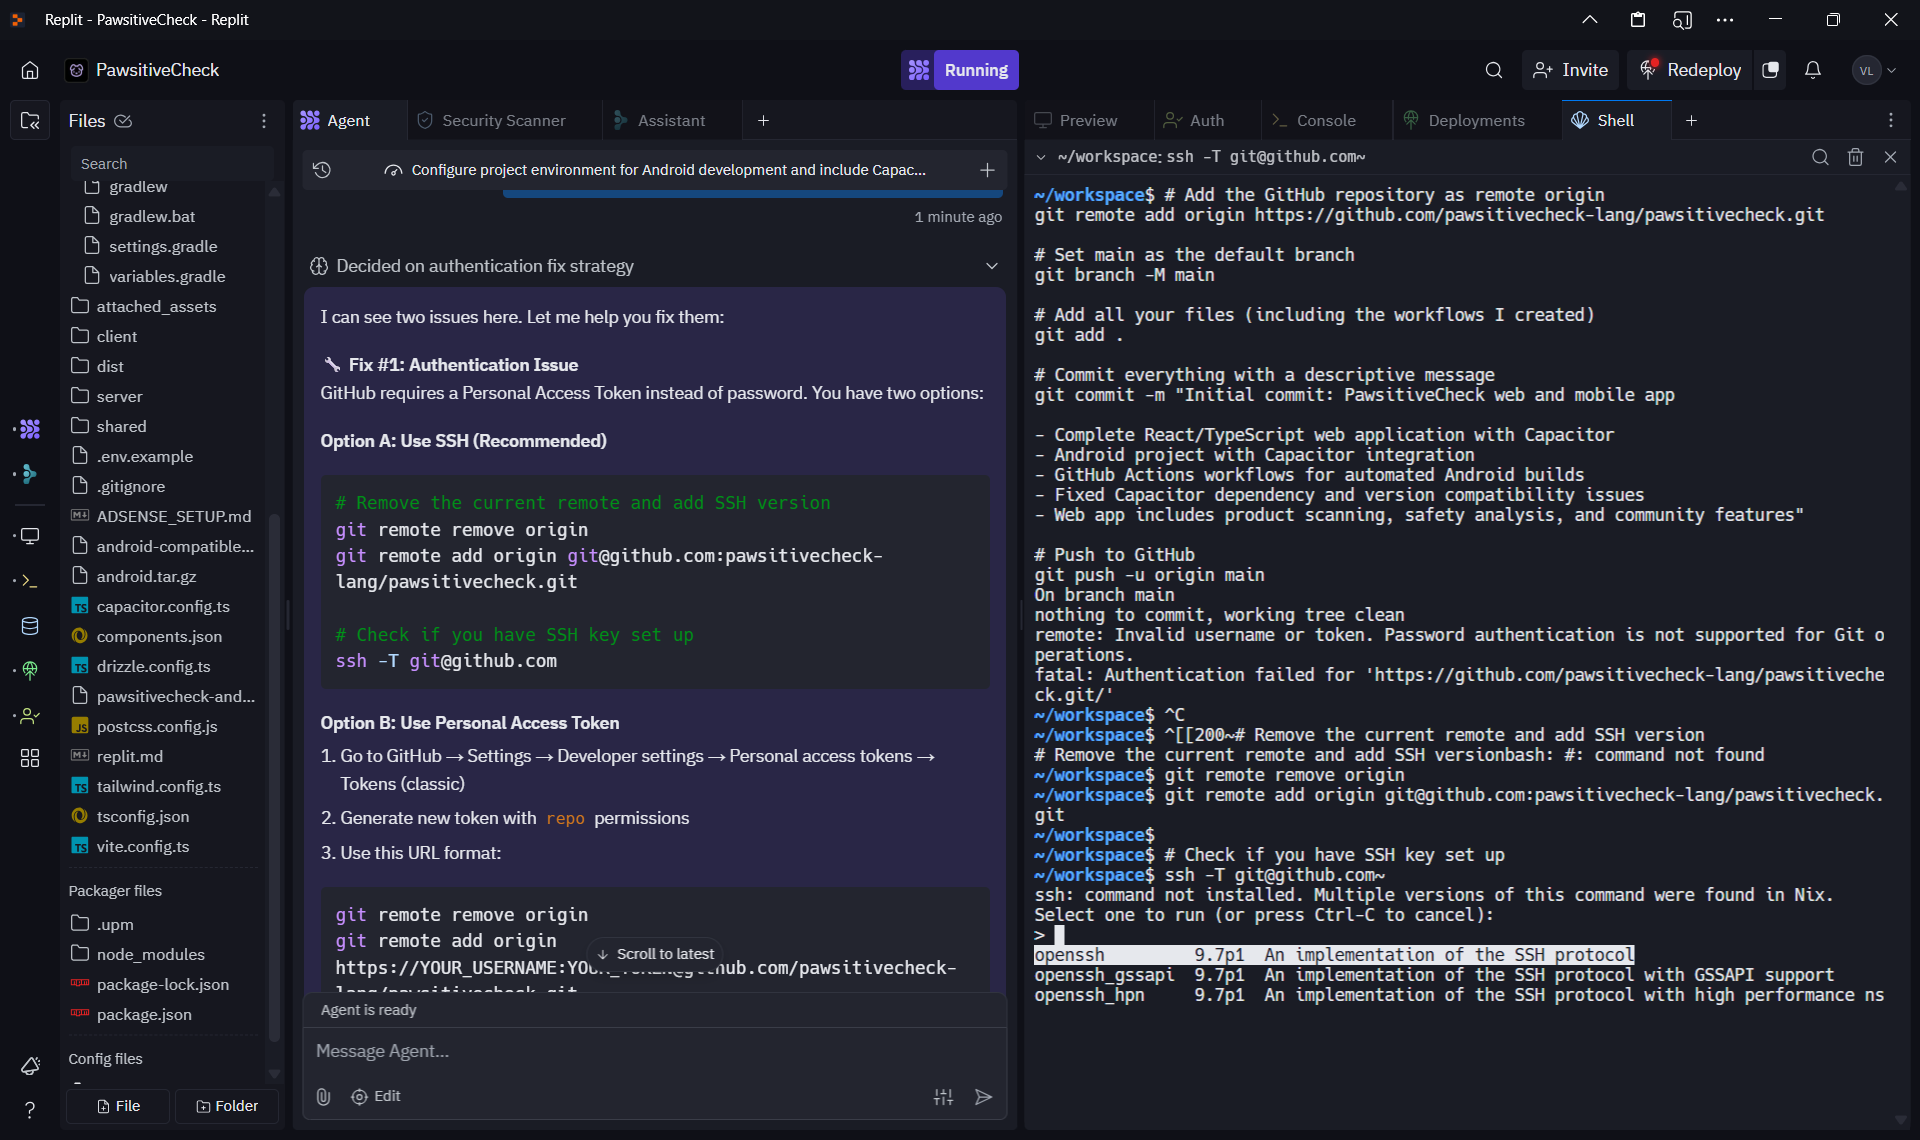 Replit - PawsitiveCheck - Replit
PawsitiveCheck
Running
Invite
Redeploy
VL
Files
Search
gradlew
gradlew.bat
settings.gradle
variables.gradle
attached_assets
client
dist
server
shared
.env.example
.gitignore
ADSENSE_SETUP.md
android-compatible...
android.tar.gz
capacitor.config.ts
components.json
drizzle.config.ts
pawsitivecheck-and...
postcss.config.js
replit.md
tailwind.config.ts
tsconfig.json
vite.config.ts
Packager files
.upm
node_modules
package-lock.json
package.json
Config files
File
Folder
Agent
Security Scanner
Assistant
Configure project environment for Android development and include Capac...
1 minute ago
Decided on authentication fix strategy
I can see two issues here. Let me help you fix them:
🔧 Fix #1: Authentication Issue
GitHub requires a Personal Access Token instead of password. You have two options:
Option A: Use SSH (Recommended)
# Remove the current remote and add SSH version
git remote remove origin
git remote add origin git@github.com:pawsitivecheck-
lang/pawsitivecheck.git
# Check if you have SSH key set up
ssh -T git@github.com
Option B: Use Personal Access Token
1. Go to GitHub → Settings → Developer settings → Personal access tokens →
Tokens (classic)
2. Generate new token with repo permissions
3. Use this URL format:
git remote remove origin
git remote add origin
↓ Scroll to latest
Agent is ready
Message Agent...
Edit
Preview
Auth
Console
Deployments
Shell
~/workspace: ssh -T git@github.com~
~/workspace$ # Add the GitHub repository as remote origin
git remote add origin https://github.com/pawsitivecheck-lang/pawsitivecheck.git
# Set main as the default branch
git branch -M main
# Add all your files (including the workflows I created)
git add .
# Commit everything with a descriptive message
git commit -m "Initial commit: PawsitiveCheck web and mobile app
- Complete React/TypeScript web application with Capacitor
- Android project with Capacitor integration
- GitHub Actions workflows for automated Android builds
- Fixed Capacitor dependency and version compatibility issues
- Web app includes product scanning, safety analysis, and community features"
# Push to GitHub
git push -u origin main
On branch main
nothing to commit, working tree clean
remote: Invalid username or token. Password authentication is not supported for Git o
perations.
fatal: Authentication failed for 'https://github.com/pawsitivecheck-lang/pawsitiveche
ck.git/'
~/workspace$ ^C
~/workspace$ ^[[200~# Remove the current remote and add SSH version
# Remove the current remote and add SSH versionbash: #: command not found
~/workspace$ git remote remove origin
~/workspace$ git remote add origin git@github.com:pawsitivecheck-lang/pawsitivecheck.
git
~/workspace$
~/workspace$ # Check if you have SSH key set up
~/workspace$ ssh -T git@github.com~
ssh: command not installed. Multiple versions of this command were found in Nix.
Select one to run (or press Ctrl-C to cancel):
>
openssh 9.7p1 An implementation of the SSH protocol
openssh_gssapi 9.7p1 An implementation of the SSH protocol with GSSAPI support
openssh_hpn 9.7p1 An implementation of the SSH protocol with high performance ns